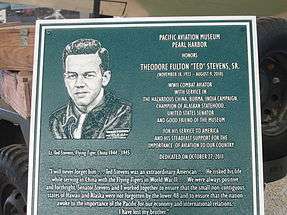 PACIFIC AVIATION MUSEUM
PEARL HARBOR
HONORS
THEODORE FULTON "TED" STEVENS, SR.
(NOVEMBER 18, 1923 - AUGUST 9, 2010)
WWII COMBAT AVIATOR
WITH SERVICE IN
THE HAZARDOUS CHINA, BURMA, INDIA CAMPAIGN
CHAMPION OF ALASKAN STATEHOOD
UNITED STATES SENATOR
AND GOOD FRIEND OF THE MUSEUM
FOR HIS SERVICE TO AMERICA
AND HIS STEADFAST SUPPORT FOR THE
IMPORTANCE OF AVIATION TO OUR COUNTRY
DEDICATED ON OCTOBER 27, 2011
Lt. Ted Stevens, Flying Tiger, China 1944 - 1945
"I will never forget him . . . Ted Stevens was an extraordinary American . . . He risked his life
while serving in China with the Flying Tigers in World War II . . . We were always positive
and forthright. Senator Stevens and I worked together to ensure that the small non-contiguous
states of Hawaii and Alaska were not forgotten by the lower 48 and to ensure that the nation
awoke to the importance of the Pacific for our economy and international relations.
I have lost my brother.